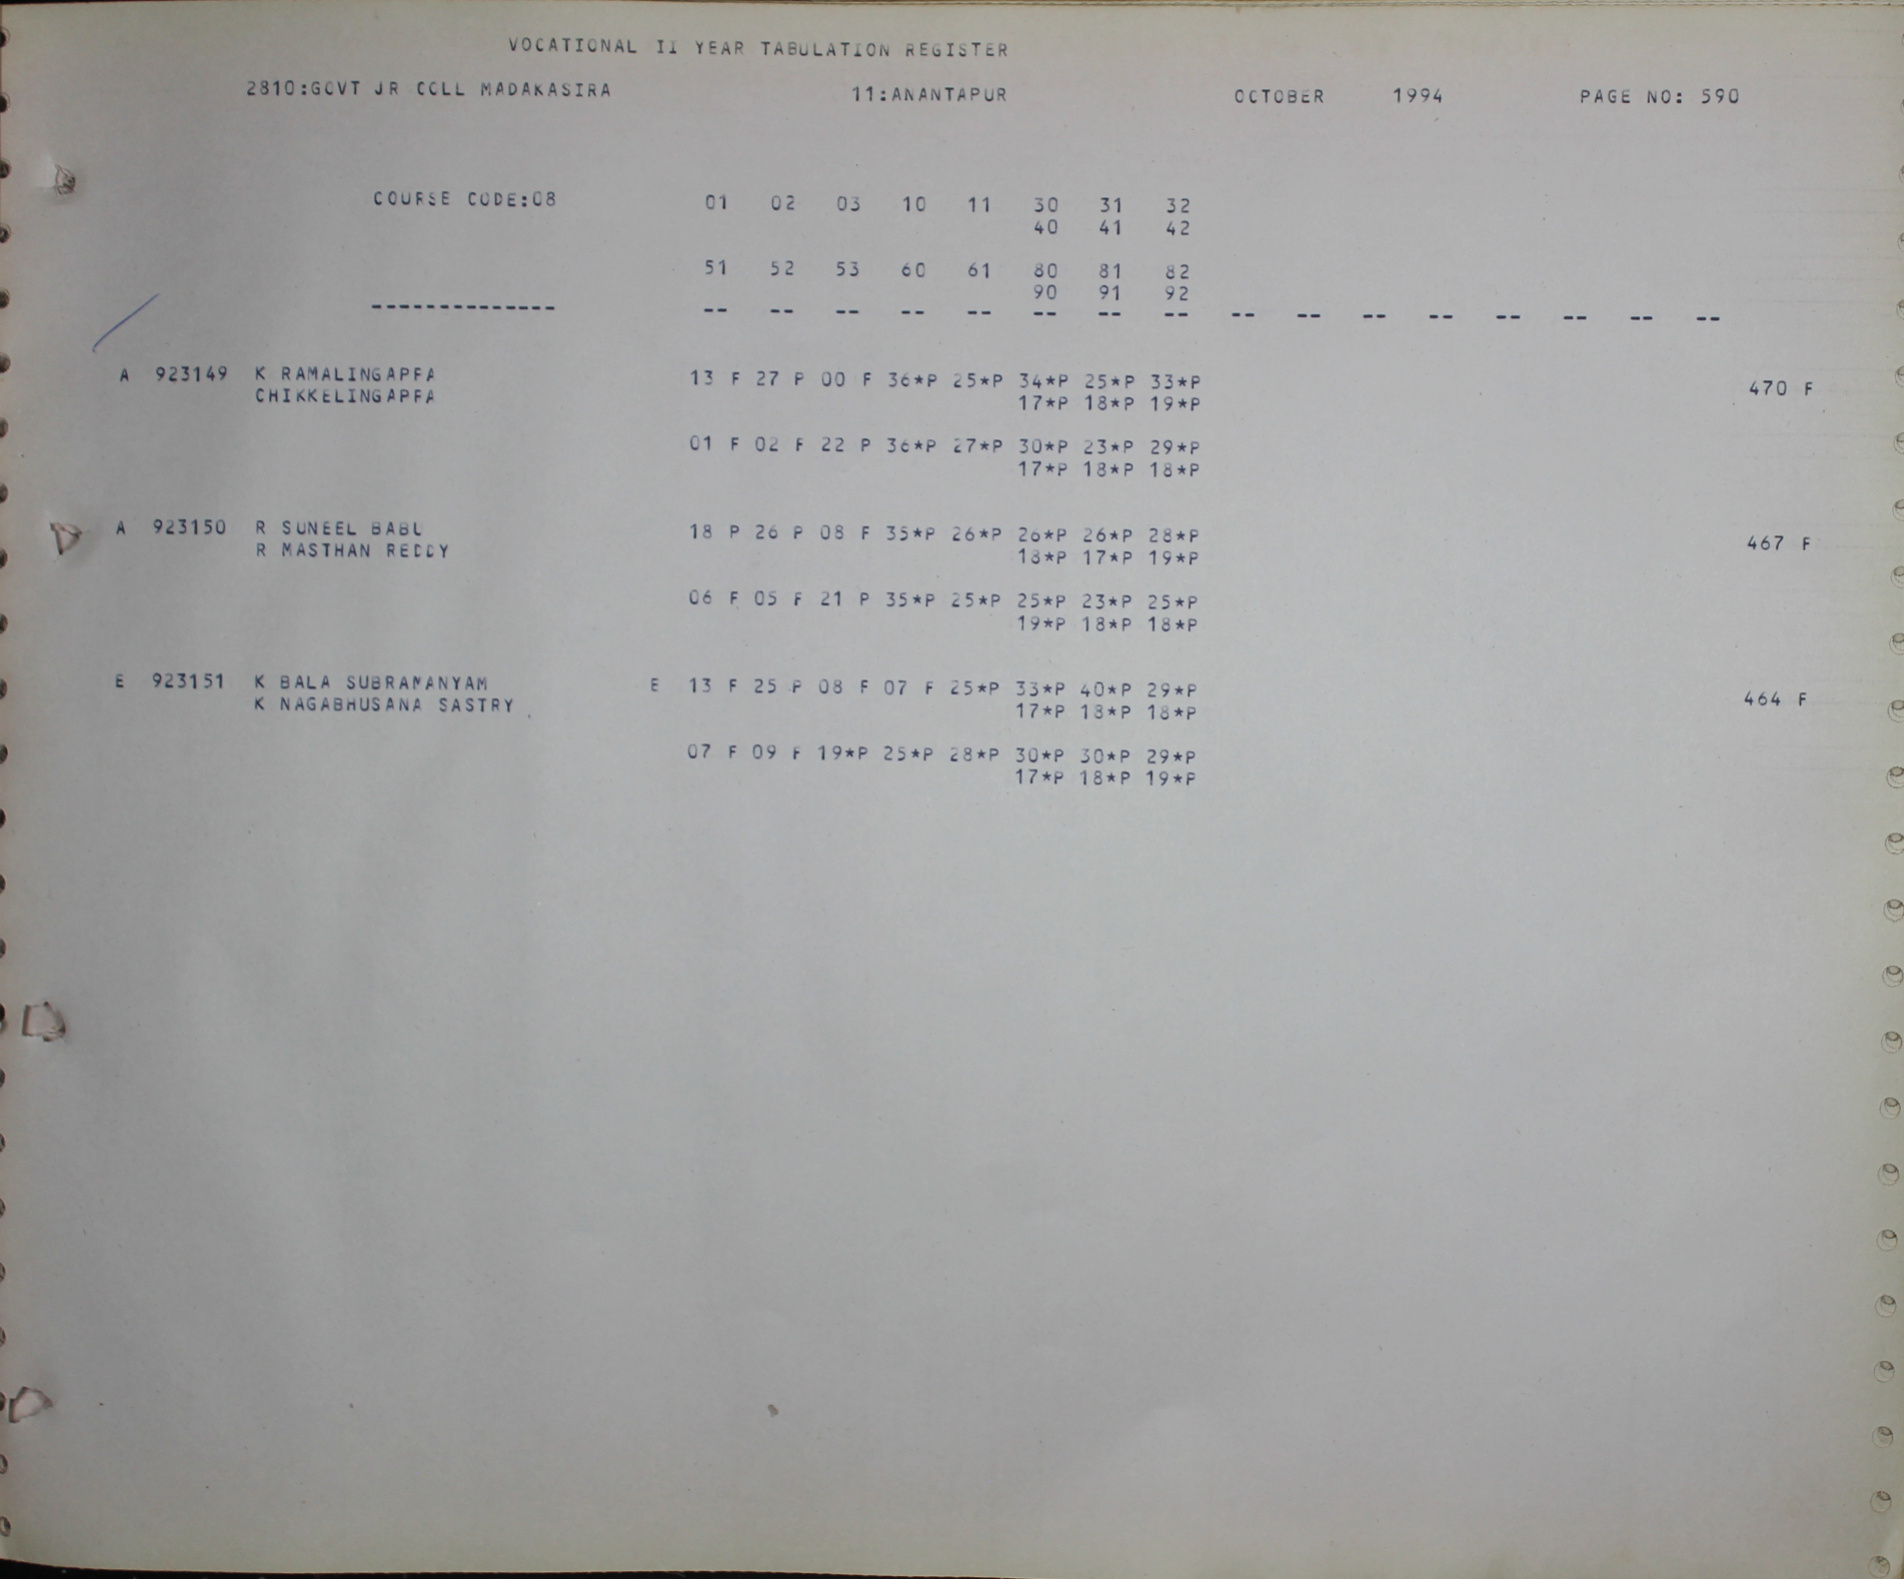 VOCATIONAL II YEAR TABULATION REGISTER
2810:GOVT JR COLL MADAKASIRA 11:ANANTAPUR OCTOBER 1994 PAGE NO: 590
COURSE CODE:08 01 02 03 10 11 30 31 32
40 41 42
51 52 53 60 61 80 81 82
90 91 92
-------------- -- -- -- -- -- -- -- -- -- -- -- -- -- -- -- --
A 923149 K RAMALINGAPPA 13 F 27 P 00 F 36*P 25*P 34*P 25*P 33*P 470 F
CHIKKELINGAPPA 17*P 18*P 19*P
01 F 02 F 22 P 36*P 27*P 30*P 23*P 29*P
17*P 18*P 18*P
A 923150 R SUNEEL BABU 18 P 26 P 08 F 35*P 26*P 26*P 26*P 28*P 467 F
R MASTHAN REDDY 18*P 17*P 19*P
06 F 05 F 21 P 35*P 25*P 25*P 23*P 25*P
19*P 18*P 18*P
E 923151 K BALA SUBRAMANYAM E 13 F 25 P 08 F 07 F 25*P 33*P 40*P 29*P 464 F
K NAGABHUSANA SASTRY 17*P 18*P 18*P
07 F 09 F 19*P 25*P 28*P 30*P 30*P 29*P
17*P 18*P 19*P